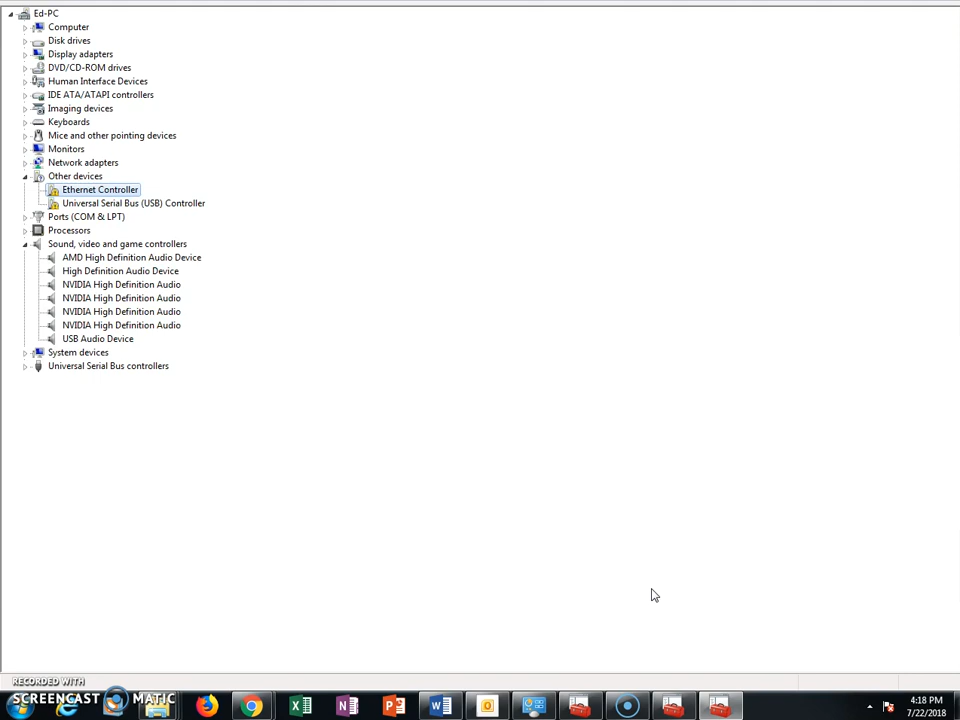 Ed-PC
Computer
Disk drives
Display adapters
DVD/CD-ROM drives
Human Interface Devices
IDE ATA/ATAPI controllers
Imaging devices
Keyboards
Mice and other pointing devices
Monitors
Network adapters
Other devices
Ethernet Controller
Universal Serial Bus (USB) Controller
Ports (COM & LPT)
Processors
Sound, video and game controllers
AMD High Definition Audio Device
High Definition Audio Device
NVIDIA High Definition Audio
NVIDIA High Definition Audio
NVIDIA High Definition Audio
NVIDIA High Definition Audio
USB Audio Device
System devices
Universal Serial Bus controllers
RECORDED WITH
SCREENCAST MATIC
4:18 PM
7/22/2018